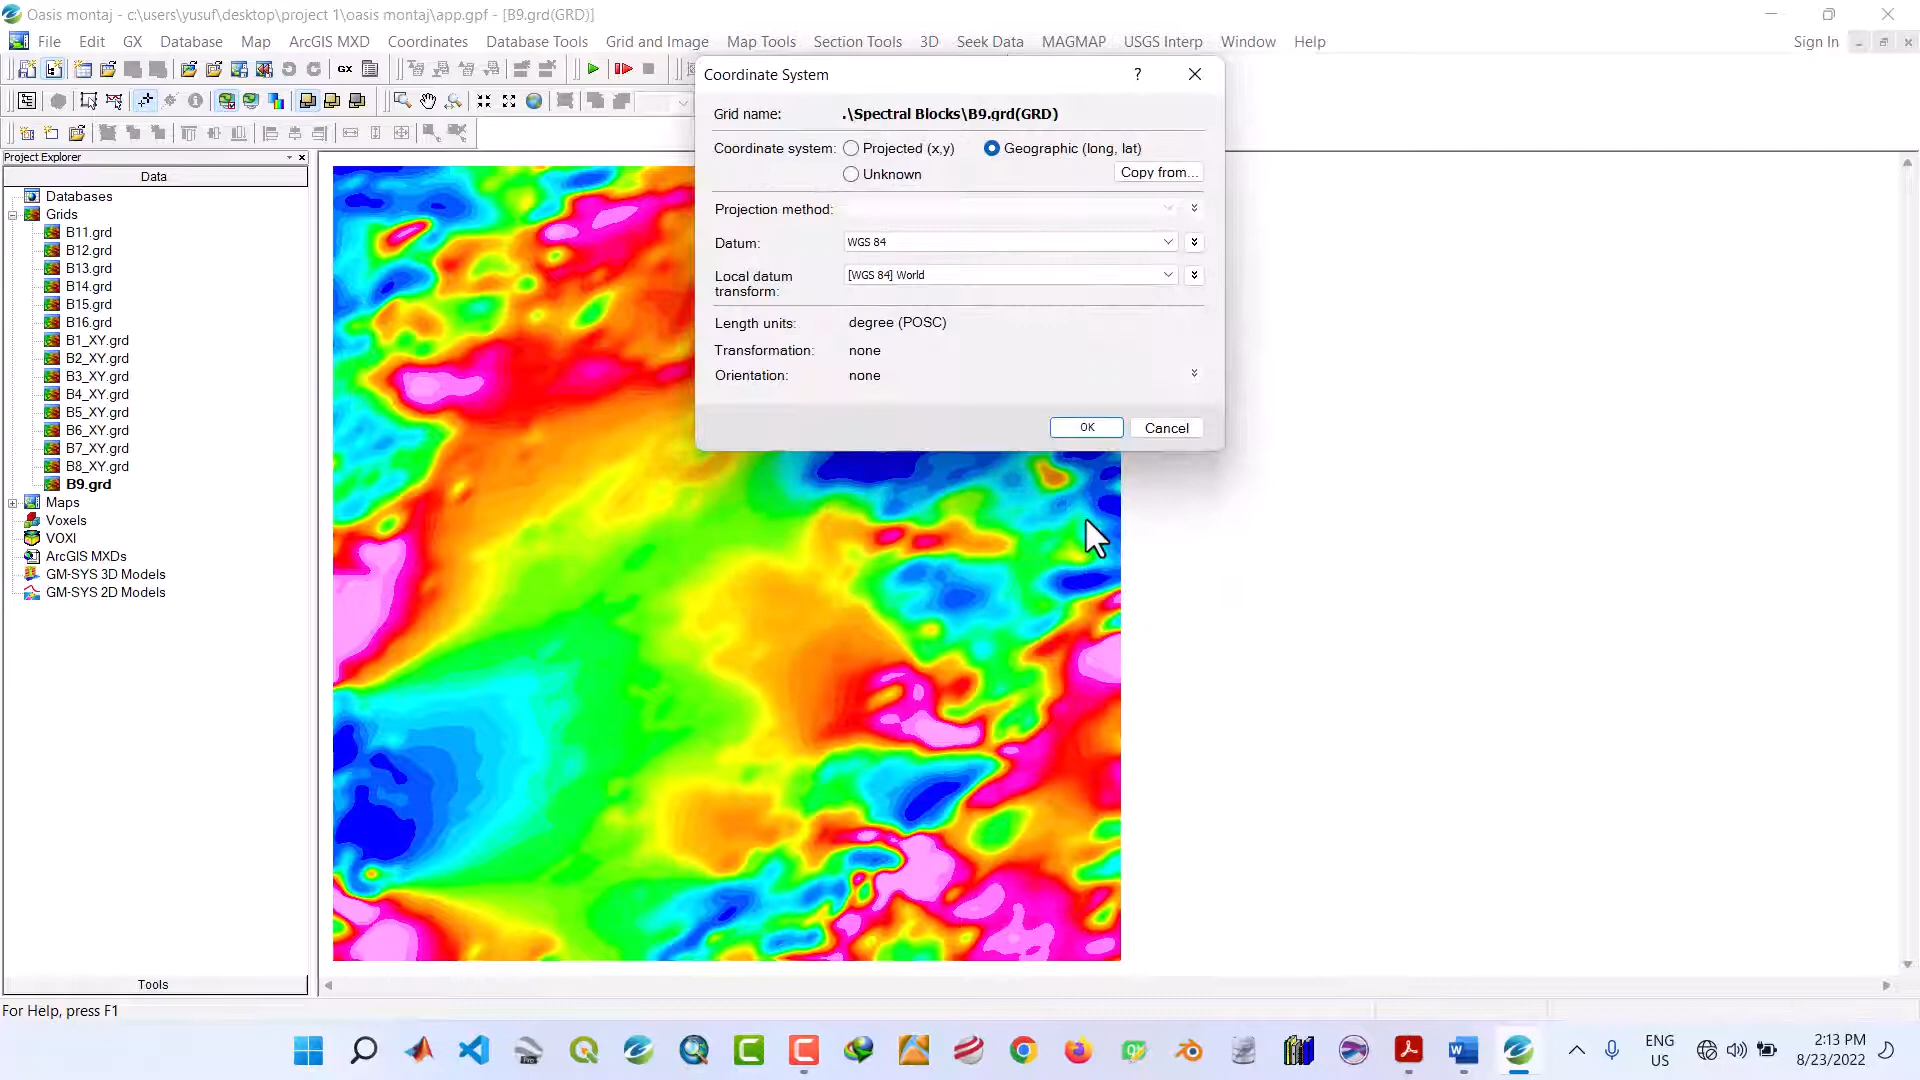 Oasis montaj - c:\users\yusuf\desktop\project 1\oasis montaj\app.gpf - [B9.grd(GRD)]
File Edit GX Database Map ArcGIS MXD Coordinates Database Tools Grid and Image Map Tools Section Tools 3D Seek Data MAGMAP USGS Interp Window Help Sign In
GX
Project Explorer
Data
Databases
Grids
B11.grd
B12.grd
B13.grd
B14.grd
B15.grd
B16.grd
B1_XY.grd
B2_XY.grd
B3_XY.grd
B4_XY.grd
B5_XY.grd
B6_XY.grd
B7_XY.grd
B8_XY.grd
B9.grd
Maps
Voxels
VOXI
ArcGIS MXDs
GM-SYS 3D Models
GM-SYS 2D Models
Tools
Coordinate System ?
Grid name: .\Spectral Blocks\B9.grd(GRD)
Coordinate system: Projected (x,y) Geographic (long, lat)
Unknown Copy from...
Projection method:
Datum: WGS 84
Local datum transform: [WGS 84] World
Length units: degree (POSC)
Transformation: none
Orientation: none
OK Cancel
For Help, press F1
ENG
US
2:13 PM
8/23/2022